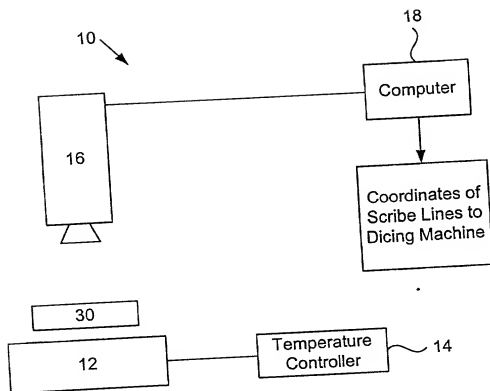 10
18
Computer
16
Coordinates of
Scribe Lines to
Dicing Machine
30
12
Temperature
Controller
14